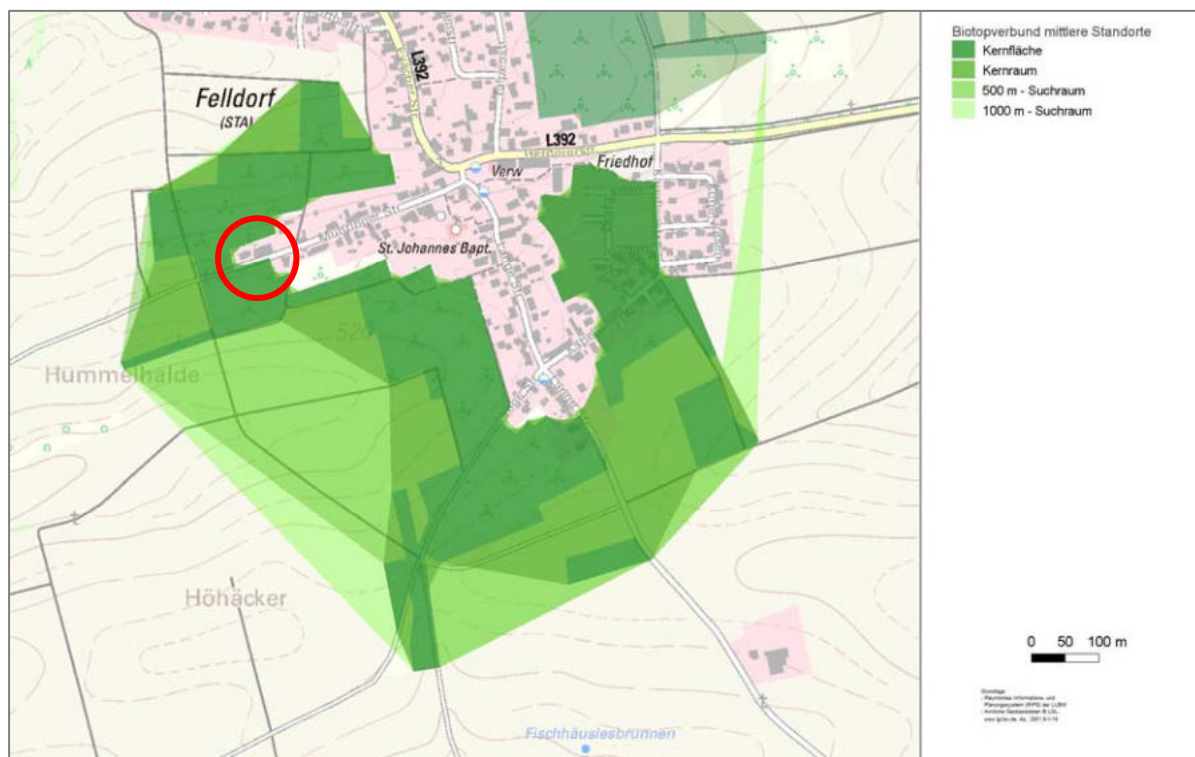 Biotopverbund mittlere Standorte
Kernfläche
Kernraum
500 m - Suchraum
1000 m - Suchraum
L392
Felldorf
(STA)
L392
Friedhof
Verw
St. Johannes Bapt.
520
Hummelhalde
Höhäcker
Fischhäuslesbrunnen
0 50 100 m
Grundlage: